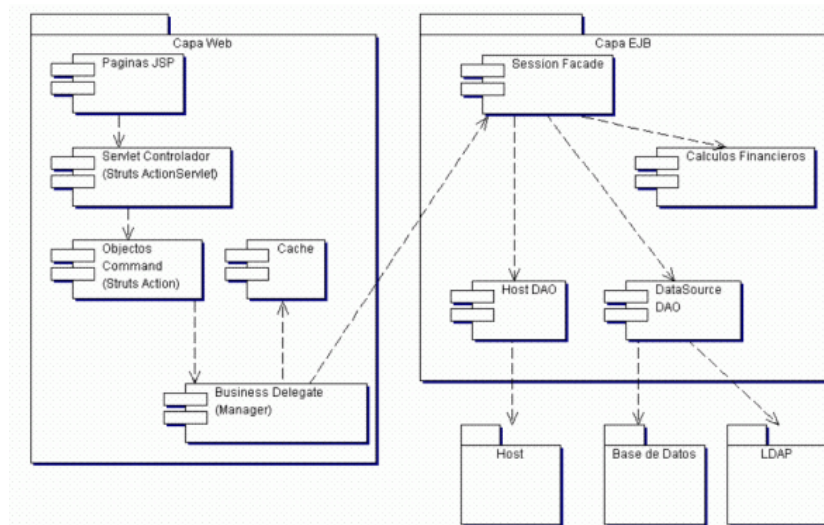 Capa Web
Paginas JSP
Servlet Controlador
(Struts ActionServlet)
Objectos
Command
(Struts Action)
Cache
Business Delegate
(Manager)
Capa EJB
Session Facade
Calculos Financieros
Host DAO
DataSource
DAO
Host
Base de Datos
LDAP